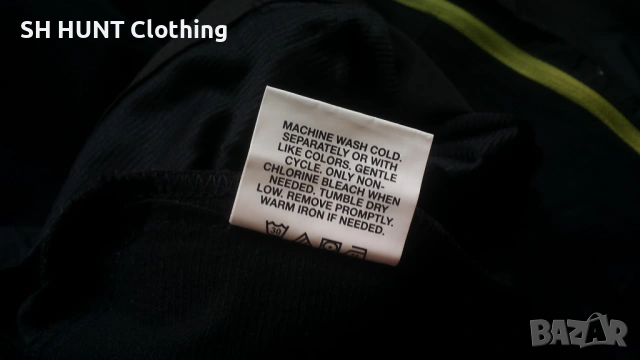 SH HUNT Clothing
MACHINE WASH COLD.
SEPARATELY OR WITH
LIKE COLORS. GENTLE
CYCLE. ONLY NON-
CHLORINE BLEACH WHEN
NEEDED. TUMBLE DRY
LOW. REMOVE PROMPTLY.
WARM IRON IF NEEDED.
30
BAZAR